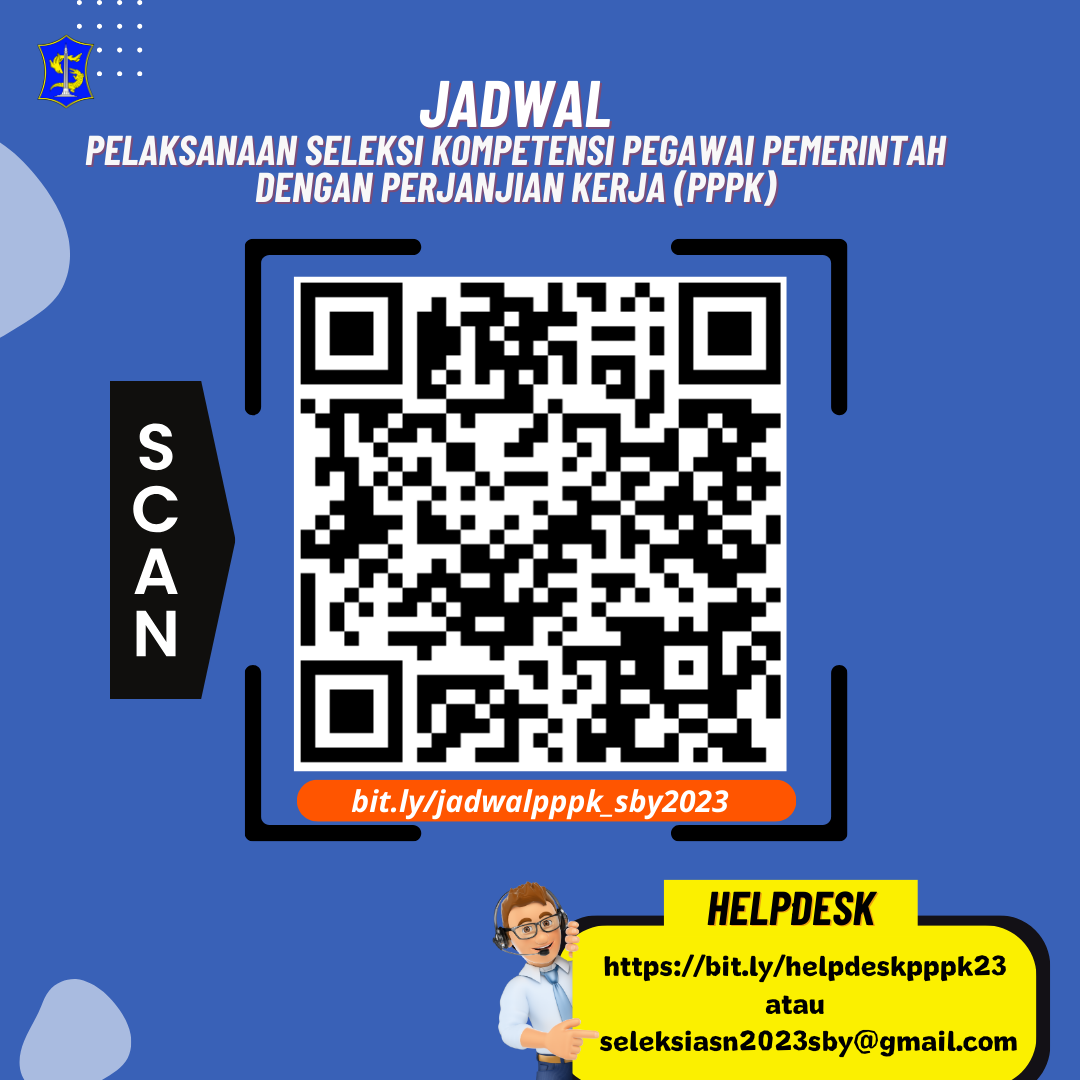 JADWAL
PELAKSANAAN SELEKSI KOMPETENSI PEGAWAI PEMERINTAH
DENGAN PERJANJIAN KERJA (PPPK)
SCAN
bit.ly/jadwalpppk_sby2023
HELPDESK
https://bit.ly/helpdeskpppk23
atau
seleksiasn2023sby@gmail.com